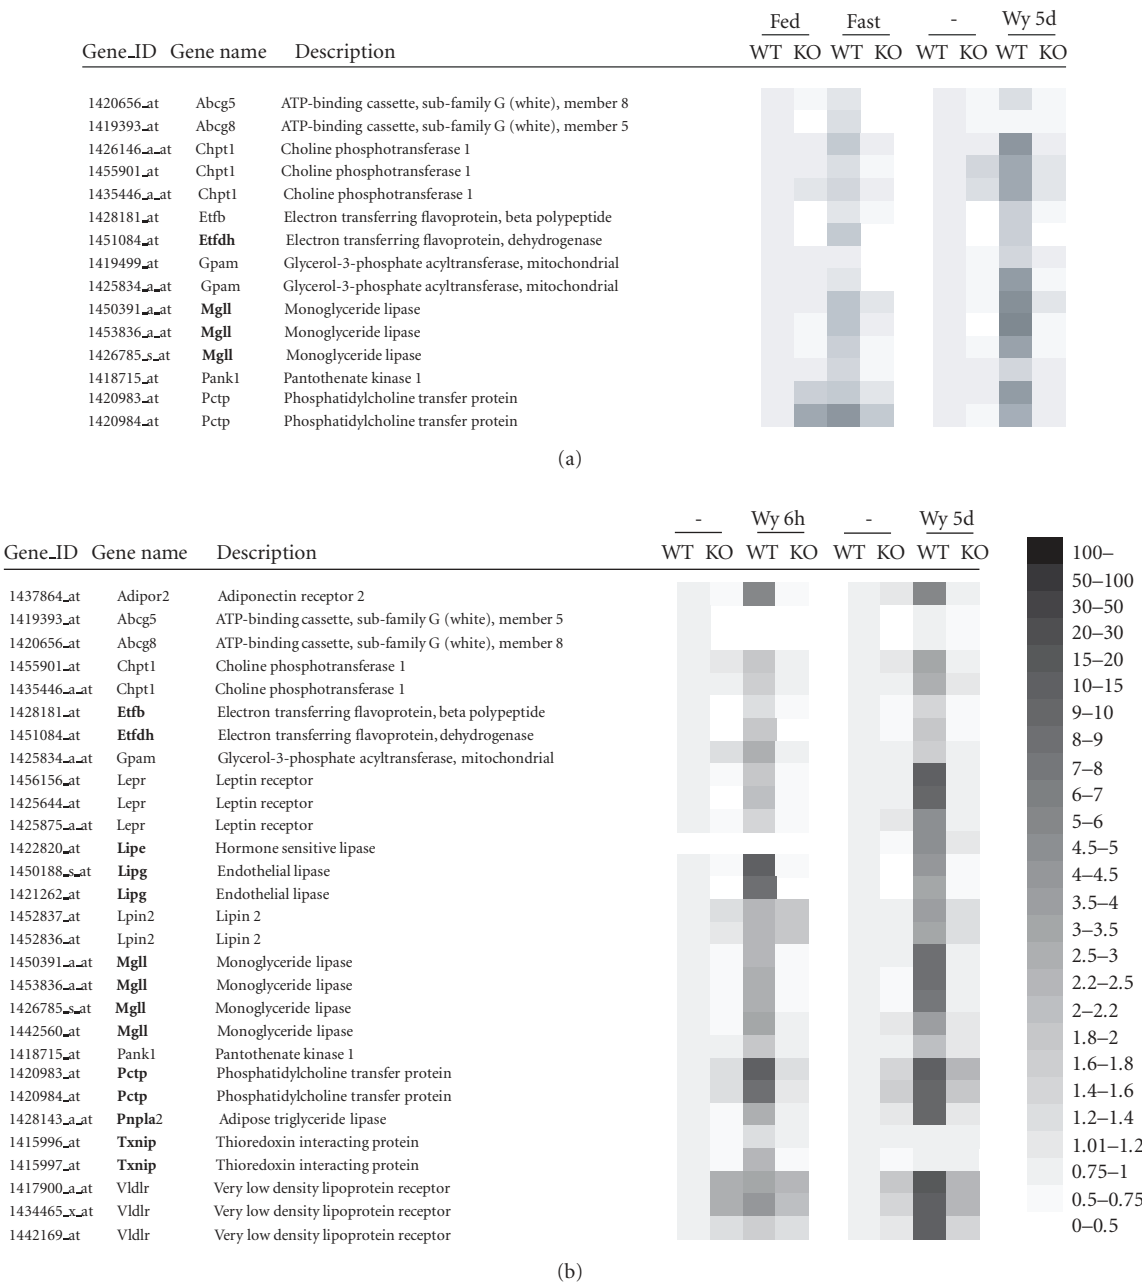 Fed Fast - Wy 5d
Gene_ID Gene name Description WT KO WT KO WT KO WT KO
1420656_at Abcg5 ATP-binding cassette, sub-family G (white), member 8
1419393_at Abcg8 ATP-binding cassette, sub-family G (white), member 5
1426146_a_at Chpt1 Choline phosphotransferase 1
1455901_at Chpt1 Choline phosphotransferase 1
1435446_a_at Chpt1 Choline phosphotransferase 1
1428181_at Etfb Electron transferring flavoprotein, beta polypeptide
1451084_at Etfdh Electron transferring flavoprotein, dehydrogenase
1419499_at Gpam Glycerol-3-phosphate acyltransferase, mitochondrial
1425834_a_at Gpam Glycerol-3-phosphate acyltransferase, mitochondrial
1450391_a_at Mgll Monoglyceride lipase
1453836_a_at Mgll Monoglyceride lipase
1426785_s_at Mgll Monoglyceride lipase
1418715_at Pank1 Pantothenate kinase 1
1420983_at Pctp Phosphatidylcholine transfer protein
1420984_at Pctp Phosphatidylcholine transfer protein
(a)
- Wy 6h - Wy 5d
Gene_ID Gene name Description WT KO WT KO WT KO WT KO
1437864_at Adipor2 Adiponectin receptor 2
1419393_at Abcg5 ATP-binding cassette, sub-family G (white), member 5
1420656_at Abcg8 ATP-binding cassette, sub-family G (white), member 8
1455901_at Chpt1 Choline phosphotransferase 1
1435446_a_at Chpt1 Choline phosphotransferase 1
1428181_at Etfb Electron transferring flavoprotein, beta polypeptide
1451084_at Etfdh Electron transferring flavoprotein, dehydrogenase
1425834_a_at Gpam Glycerol-3-phosphate acyltransferase, mitochondrial
1456156_at Lepr Leptin receptor
1425644_at Lepr Leptin receptor
1425875_a_at Lepr Leptin receptor
1422820_at Lipe Hormone sensitive lipase
1450188_s_at Lipg Endothelial lipase
1421262_at Lipg Endothelial lipase
1452837_at Lpin2 Lipin 2
1452836_at Lpin2 Lipin 2
1450391_a_at Mgll Monoglyceride lipase
1453836_a_at Mgll Monoglyceride lipase
1426785_s_at Mgll Monoglyceride lipase
1442560_at Mgll Monoglyceride lipase
1418715_at Pank1 Pantothenate kinase 1
1420983_at Pctp Phosphatidylcholine transfer protein
1420984_at Pctp Phosphatidylcholine transfer protein
1428143_a_at Pnpla2 Adipose triglyceride lipase
1415996_at Txnip Thioredoxin interacting protein
1415997_at Txnip Thioredoxin interacting protein
1417900_a_at Vldlr Very low density lipoprotein receptor
1434465_x_at Vldlr Very low density lipoprotein receptor
1442169_at Vldlr Very low density lipoprotein receptor
100–
50–100
30–50
20–30
15–20
10–15
9–10
8–9
7–8
6–7
5–6
4.5–5
4–4.5
3.5–4
3–3.5
2.5–3
2.2–2.5
2–2.2
1.8–2
1.6–1.8
1.4–1.6
1.2–1.4
1.01–1.2
0.75–1
0.5–0.75
0–0.5
(b)